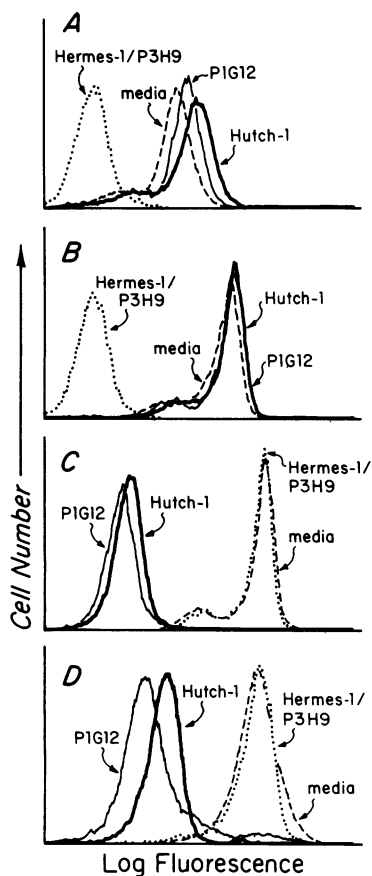 A
Hermes-1/P3H9
P1G12
media
Hutch-1
B
Hermes-1/
P3H9
Hutch-1
media
P1G12
C
Hermes-1/
P3H9
P1G12
Hutch-1
media
D
Hutch-1
Hermes-1/
P3H9
P1G12
media
Cell Number
Log Fluorescence